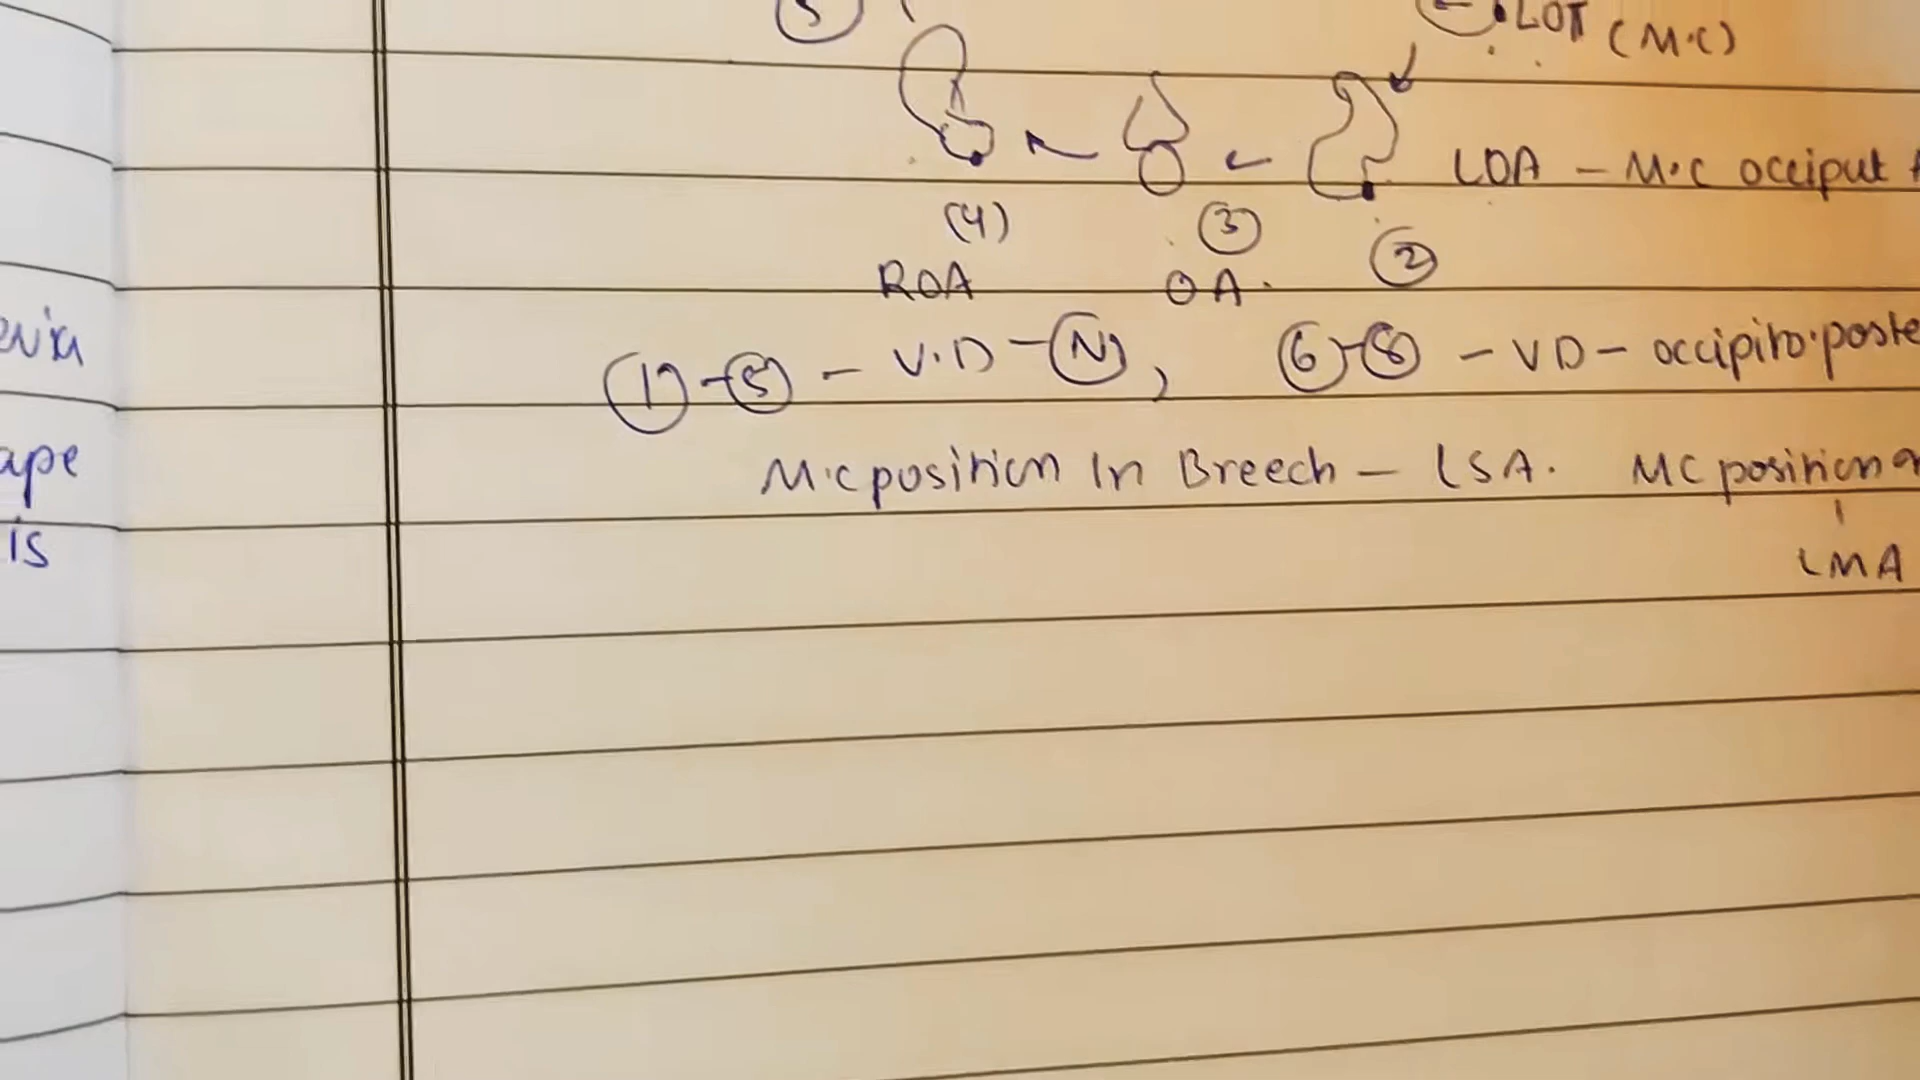 5
LOT (M.C)
LOA – M.C occiput
(4) 3 2
ROA OA.
1 - 5 – V.D – N, 6 - 8 – VD – occipito.poste
M.C position In Breech – LSA. MC position
LMA
ape
is